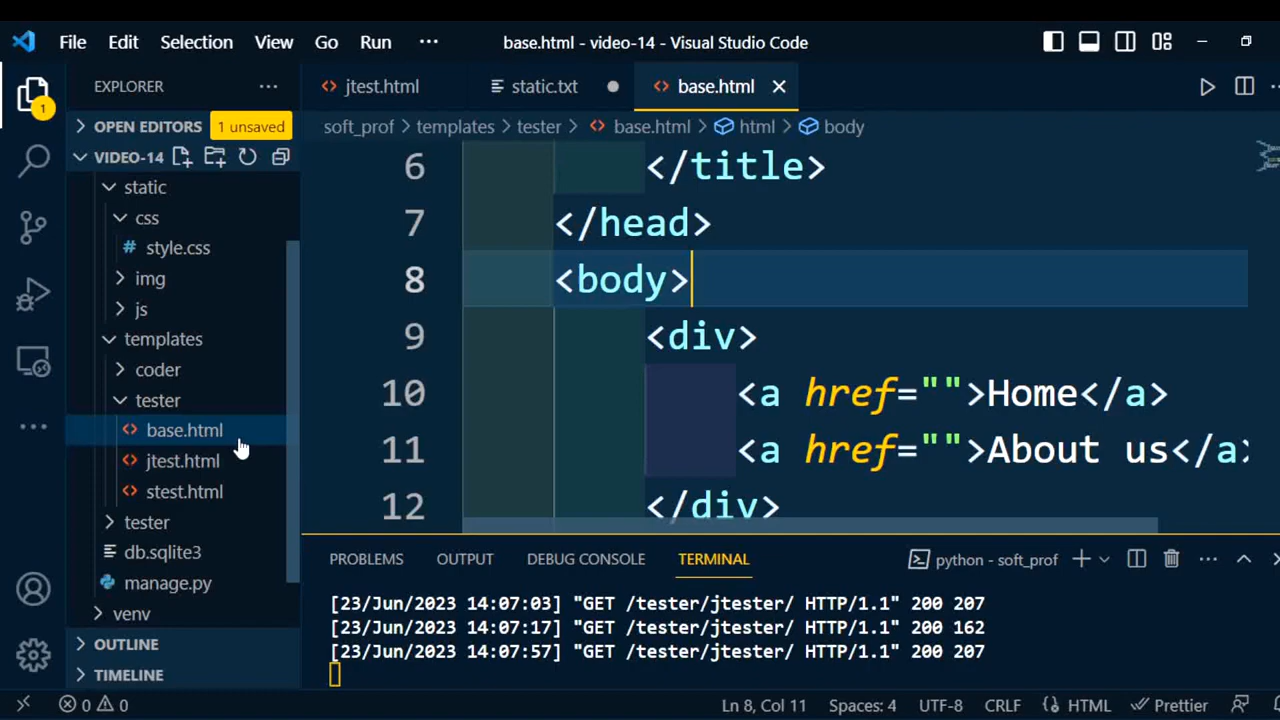 File Edit Selection View Go Run ··· base.html - video-14 - Visual Studio Code
EXPLORER ···
jtest.html static.txt base.html
1
OPEN EDITORS 1 unsaved
VIDEO-14
static
css
style.css
img
js
templates
coder
tester
base.html
jtest.html
stest.html
tester
db.sqlite3
manage.py
venv
OUTLINE
TIMELINE
soft_prof > templates > tester > base.html > html > body
6 </title>
7 </head>
8 <body>
9 <div>
10 <a href="">Home</a>
11 <a href="">About us</a>
12 </div>
PROBLEMS OUTPUT DEBUG CONSOLE TERMINAL python - soft_prof
[23/Jun/2023 14:07:03] "GET /tester/jtester/ HTTP/1.1" 200 207
[23/Jun/2023 14:07:17] "GET /tester/jtester/ HTTP/1.1" 200 162
[23/Jun/2023 14:07:57] "GET /tester/jtester/ HTTP/1.1" 200 207
0 0 Ln 8, Col 11 Spaces: 4 UTF-8 CRLF HTML Prettier